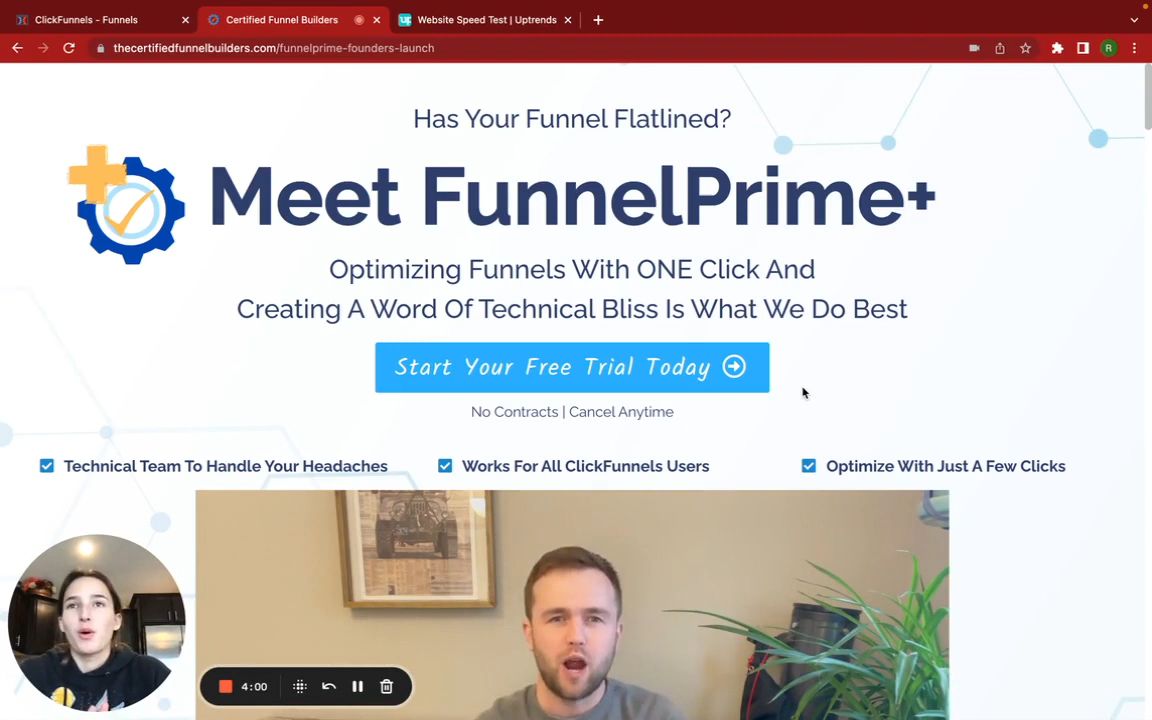 ClickFunnels - Funnels
Certified Funnel Builders
up
Website Speed Test | Uptrends
thecertifiedfunnelbuilders.com/funnelprime-founders-launch
R
Has Your Funnel Flatlined?
Meet FunnelPrime+
Optimizing Funnels With ONE Click And
Creating A Word Of Technical Bliss Is What We Do Best
Start Your Free Trial Today
No Contracts | Cancel Anytime
Technical Team To Handle Your Headaches
Works For All ClickFunnels Users
Optimize With Just A Few Clicks
4:00